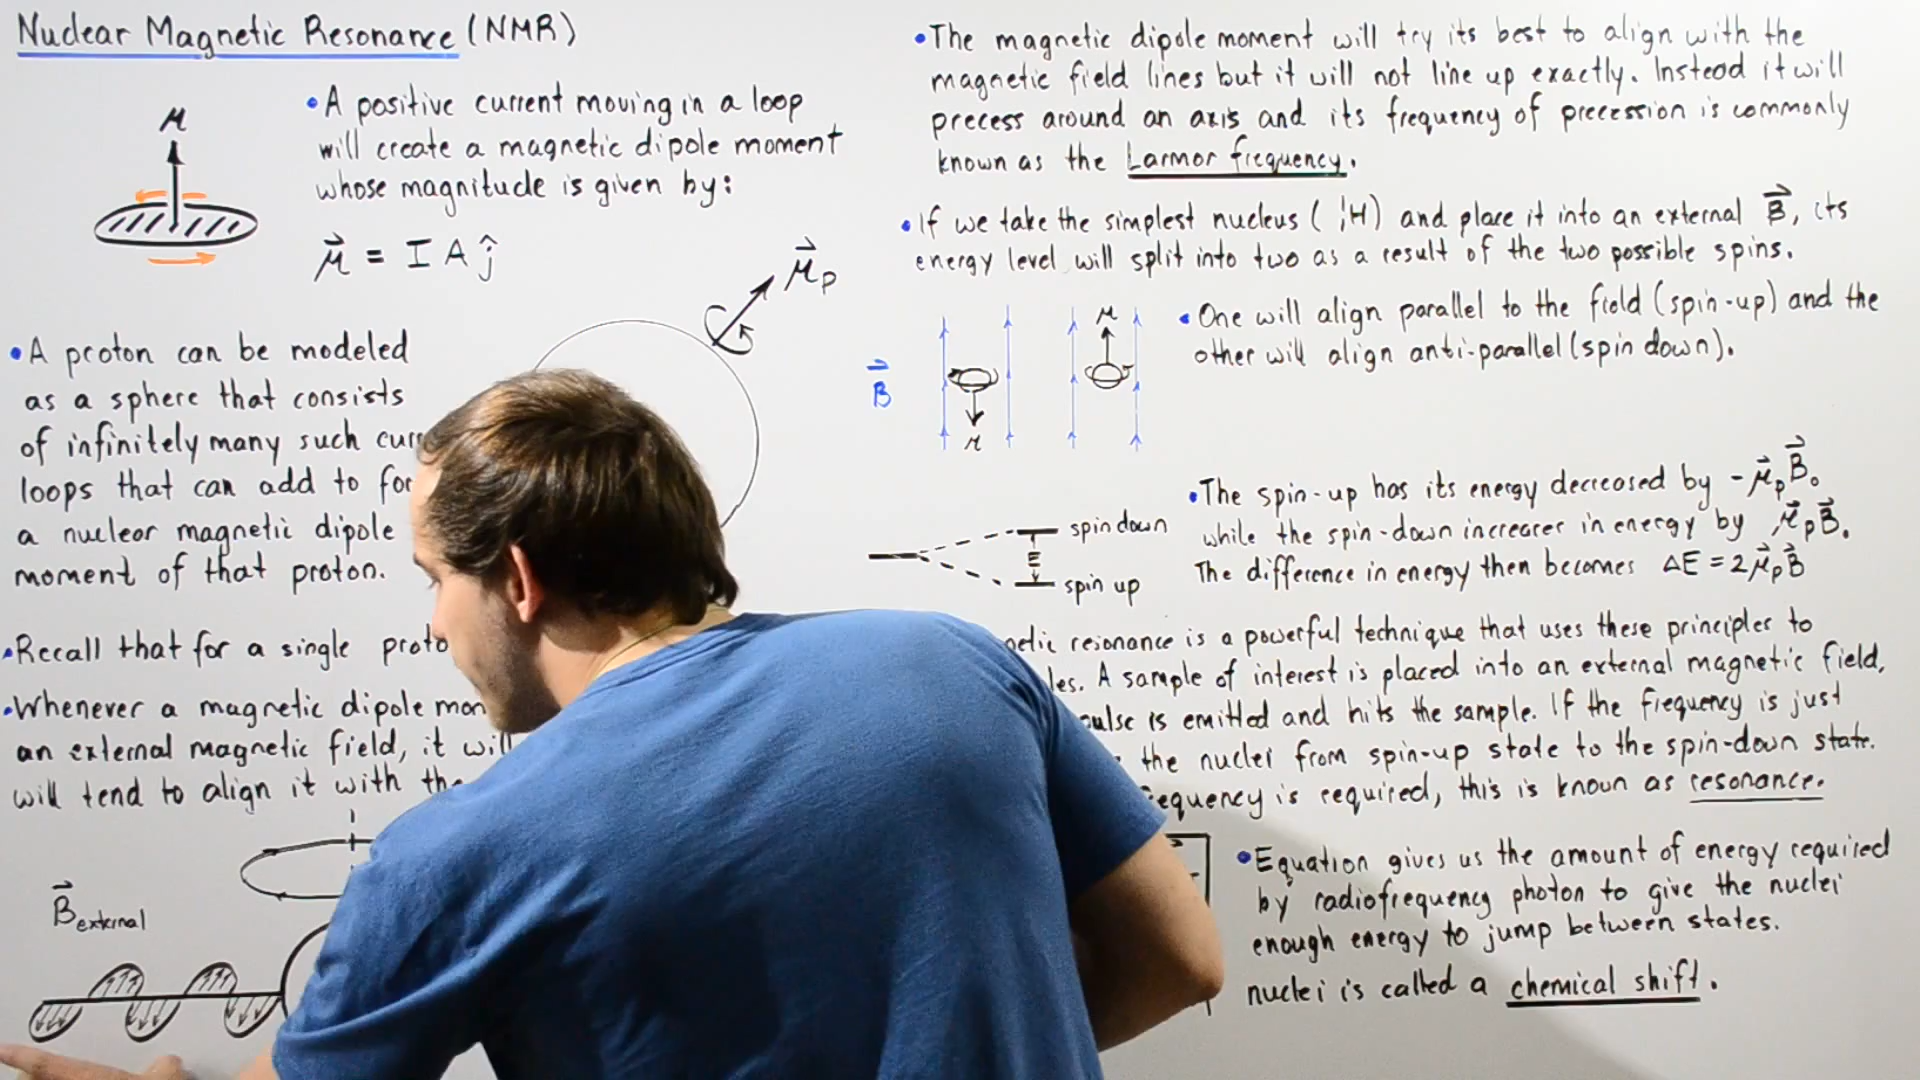 Nuclear Magnetic Resonance (NMR)
μ
• A positive current moving in a loop
will create a magnetic dipole moment
whose magnitude is given by:
μ⃗ = I A ĵ
μ⃗p
• A proton can be modeled
as a sphere that consists
of infinitely many such
loops that can add to
a nuclear magnetic dipole
moment of that proton.
• Recall that for a single
• Whenever a magnetic dipole
an external magnetic field, it will
will tend to align it with
B⃗external
• The magnetic dipole moment will try its best to align with the
magnetic field lines but it will not line up exactly. Instead it will
precess around an axis and its frequency of precession is commonly
known as the Larmor frequency.
• If we take the simplest nucleus (¹₁H) and place it into an external B⃗, its
energy level will split into two as a result of the two possible spins.
B⃗
μ
μ
• One will align parallel to the field (spin-up) and the
other will align anti-parallel (spin down).
spin down
E
spin up
• The spin-up has its energy decreased by -μ⃗pB⃗.
while the spin-down increases in energy by μ⃗pB⃗.
The difference in energy then becomes ΔE = 2μ⃗pB⃗
resonance is a powerful technique that uses these principles to
A sample of interest is placed into an external magnetic field,
is emitted and hits the sample. If the frequency is just
the nuclei from spin-up state to the spin-down state.
is required, this is known as resonance.
• Equation gives us the amount of energy required
by radiofrequency photon to give the nuclei
enough energy to jump between states.
nuclei is called a chemical shift.